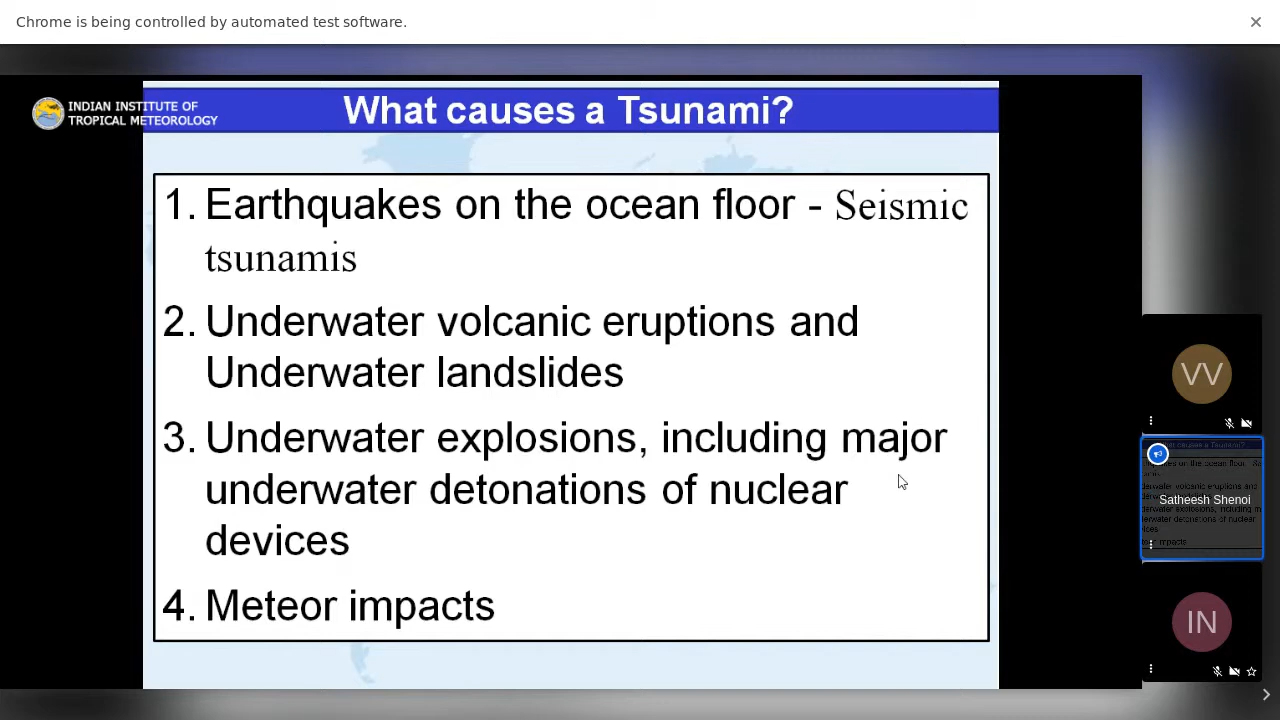 Chrome is being controlled by automated test software.
INDIAN INSTITUTE OF
TROPICAL METEOROLOGY
What causes a Tsunami?
1. Earthquakes on the ocean floor - Seismic
tsunamis
2. Underwater volcanic eruptions and
Underwater landslides
3. Underwater explosions, including major
underwater detonations of nuclear
devices
4. Meteor impacts
VV
Satheesh Shenoi
IN